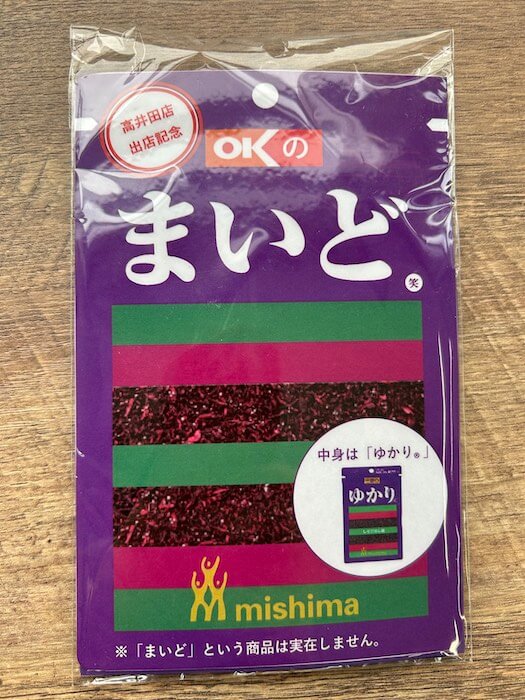 高井田店
出店記念
OKの
まいど
笑
中身は「ゆかり®」
ゆかり
mishima
mishima
※「まいど」という商品は実在しません。